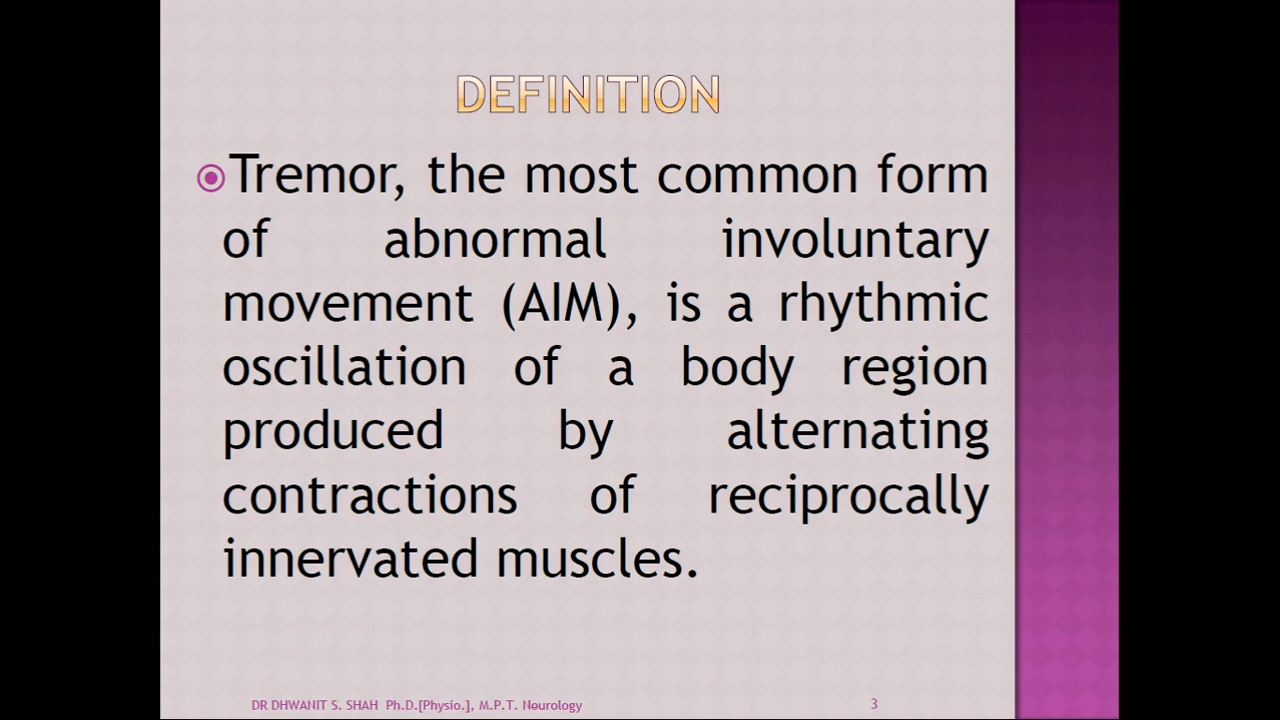 DEFINITION
Tremor, the most common form
of abnormal involuntary
movement (AIM), is a rhythmic
oscillation of a body region
produced by alternating
contractions of reciprocally
innervated muscles.
DR DHWANIT S. SHAH Ph.D.[Physio.], M.P.T. Neurology
3